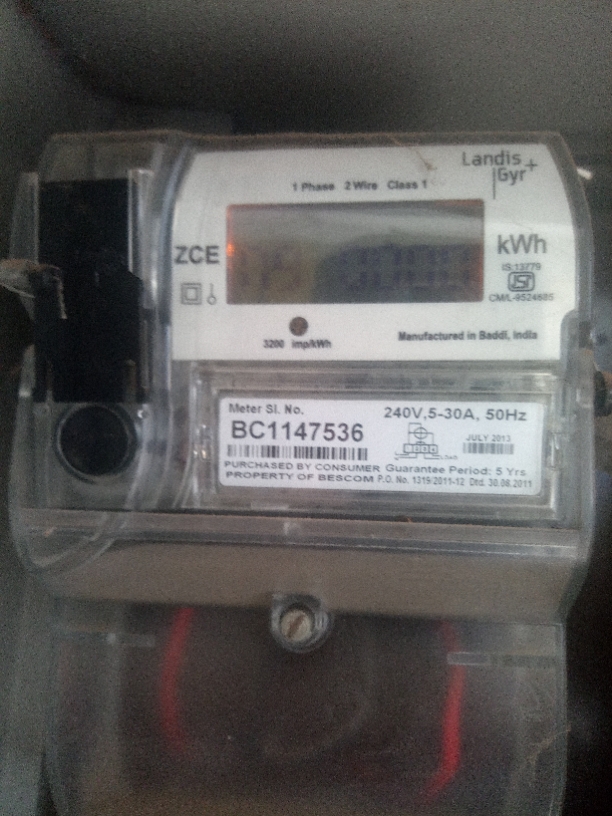 Landis
Gyr+
1 Phase 2 Wire Class 1
ZCE
kWh
IS:13779
CM/L-9524685
3200 imp/kWh
Manufactured in Baddi, India
Meter Sl. No.
240V,5-30A, 50Hz
BC1147536
JULY 2013
PURCHASED BY CONSUMER Guarantee Period: 5 Yrs.
PROPERTY OF BESCOM P.O. No. 1319/2011-12 Dtd. 30.08.2011